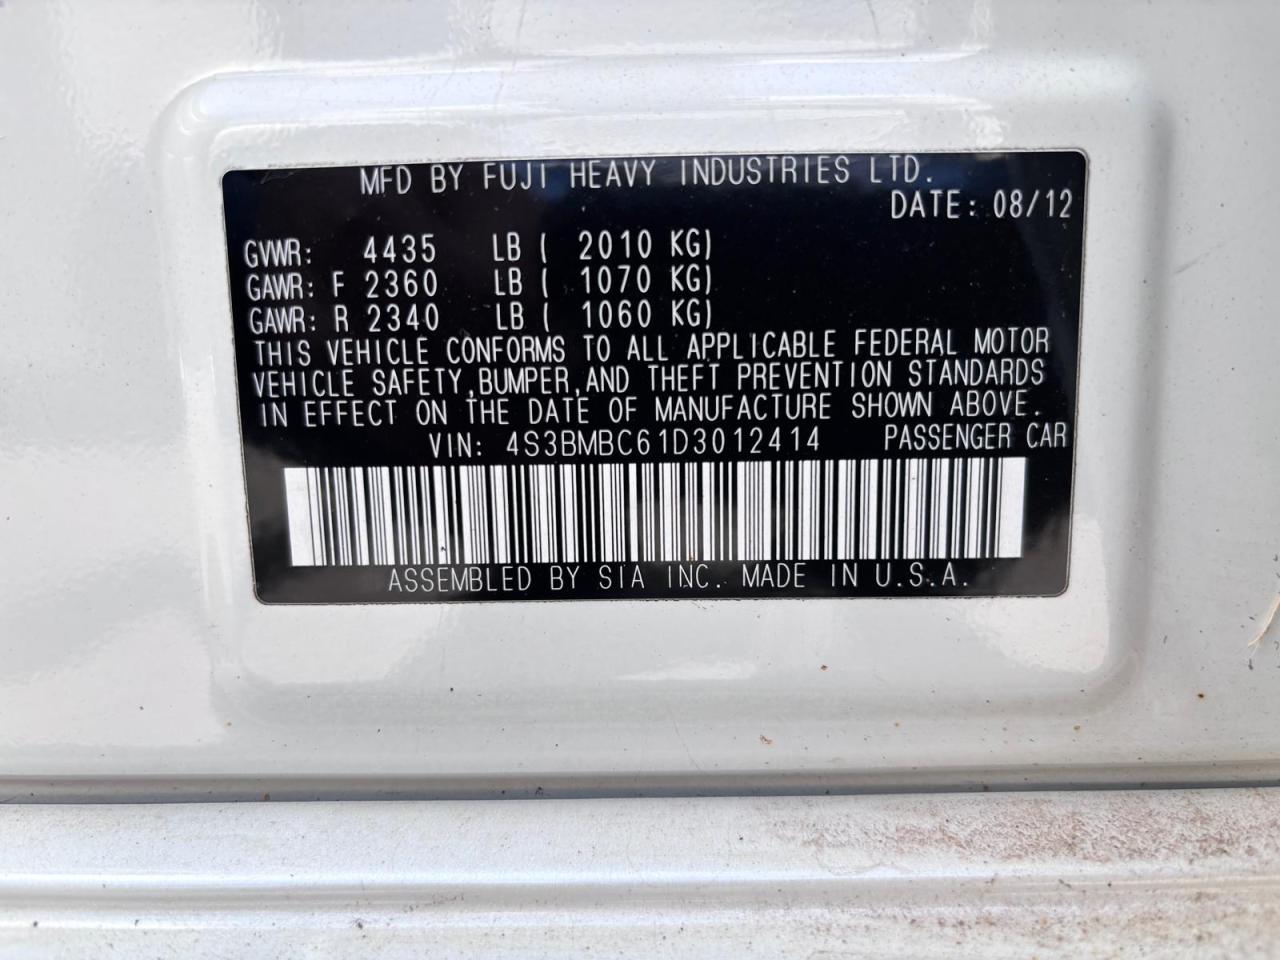 MFD BY FUJI HEAVY INDUSTRIES LTD.
DATE: 08/12
GVWR: 4435 LB ( 2010 KG)
GAWR: F 2360 LB ( 1070 KG)
GAWR: R 2340 LB ( 1060 KG)
THIS VEHICLE CONFORMS TO ALL APPLICABLE FEDERAL MOTOR
VEHICLE SAFETY,BUMPER,AND THEFT PREVENTION STANDARDS
IN EFFECT ON THE DATE OF MANUFACTURE SHOWN ABOVE.
VIN: 4S3BMBC61D3012414 PASSENGER CAR
ASSEMBLED BY SIA INC. MADE IN U.S.A.